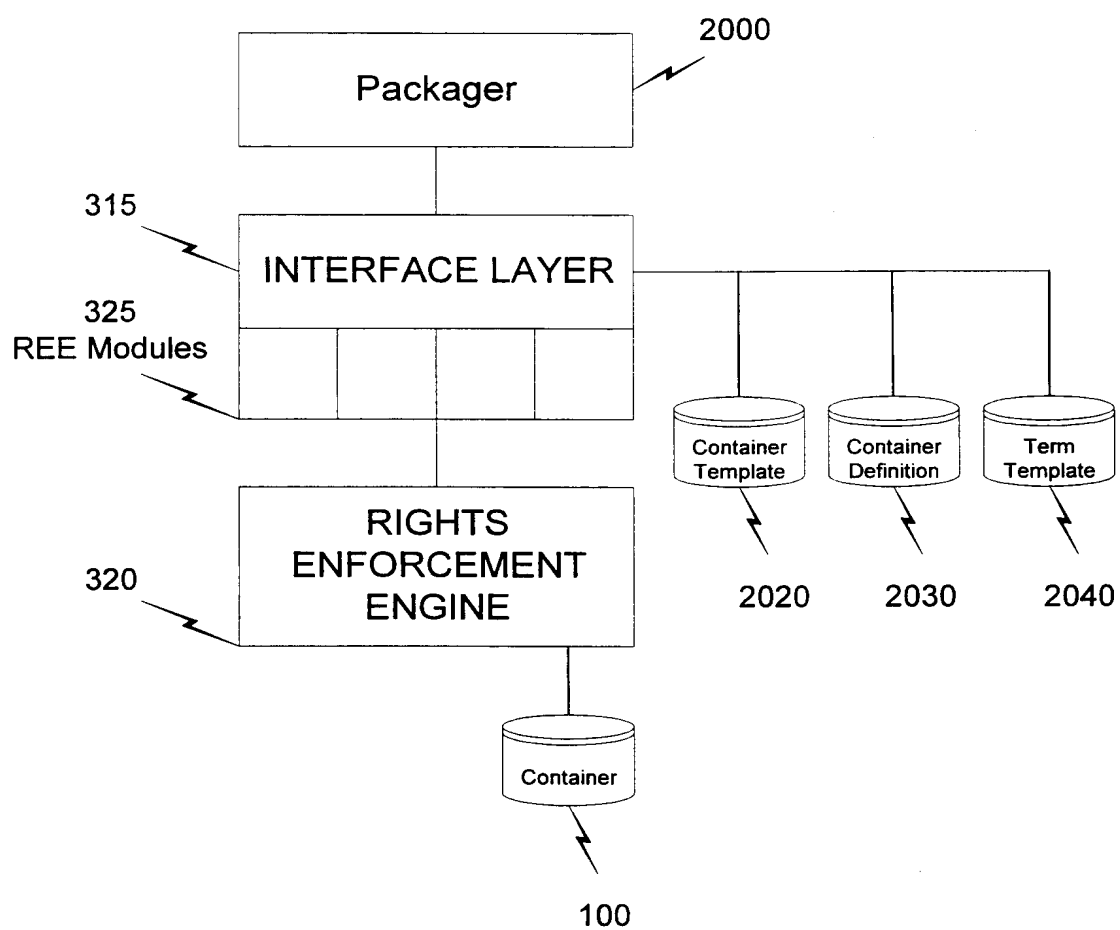 2000
Packager
315
INTERFACE LAYER
325
REE Modules
Container
Template
Container
Definition
Term
Template
RIGHTS
ENFORCEMENT
ENGINE
320
2020
2030
2040
Container
100